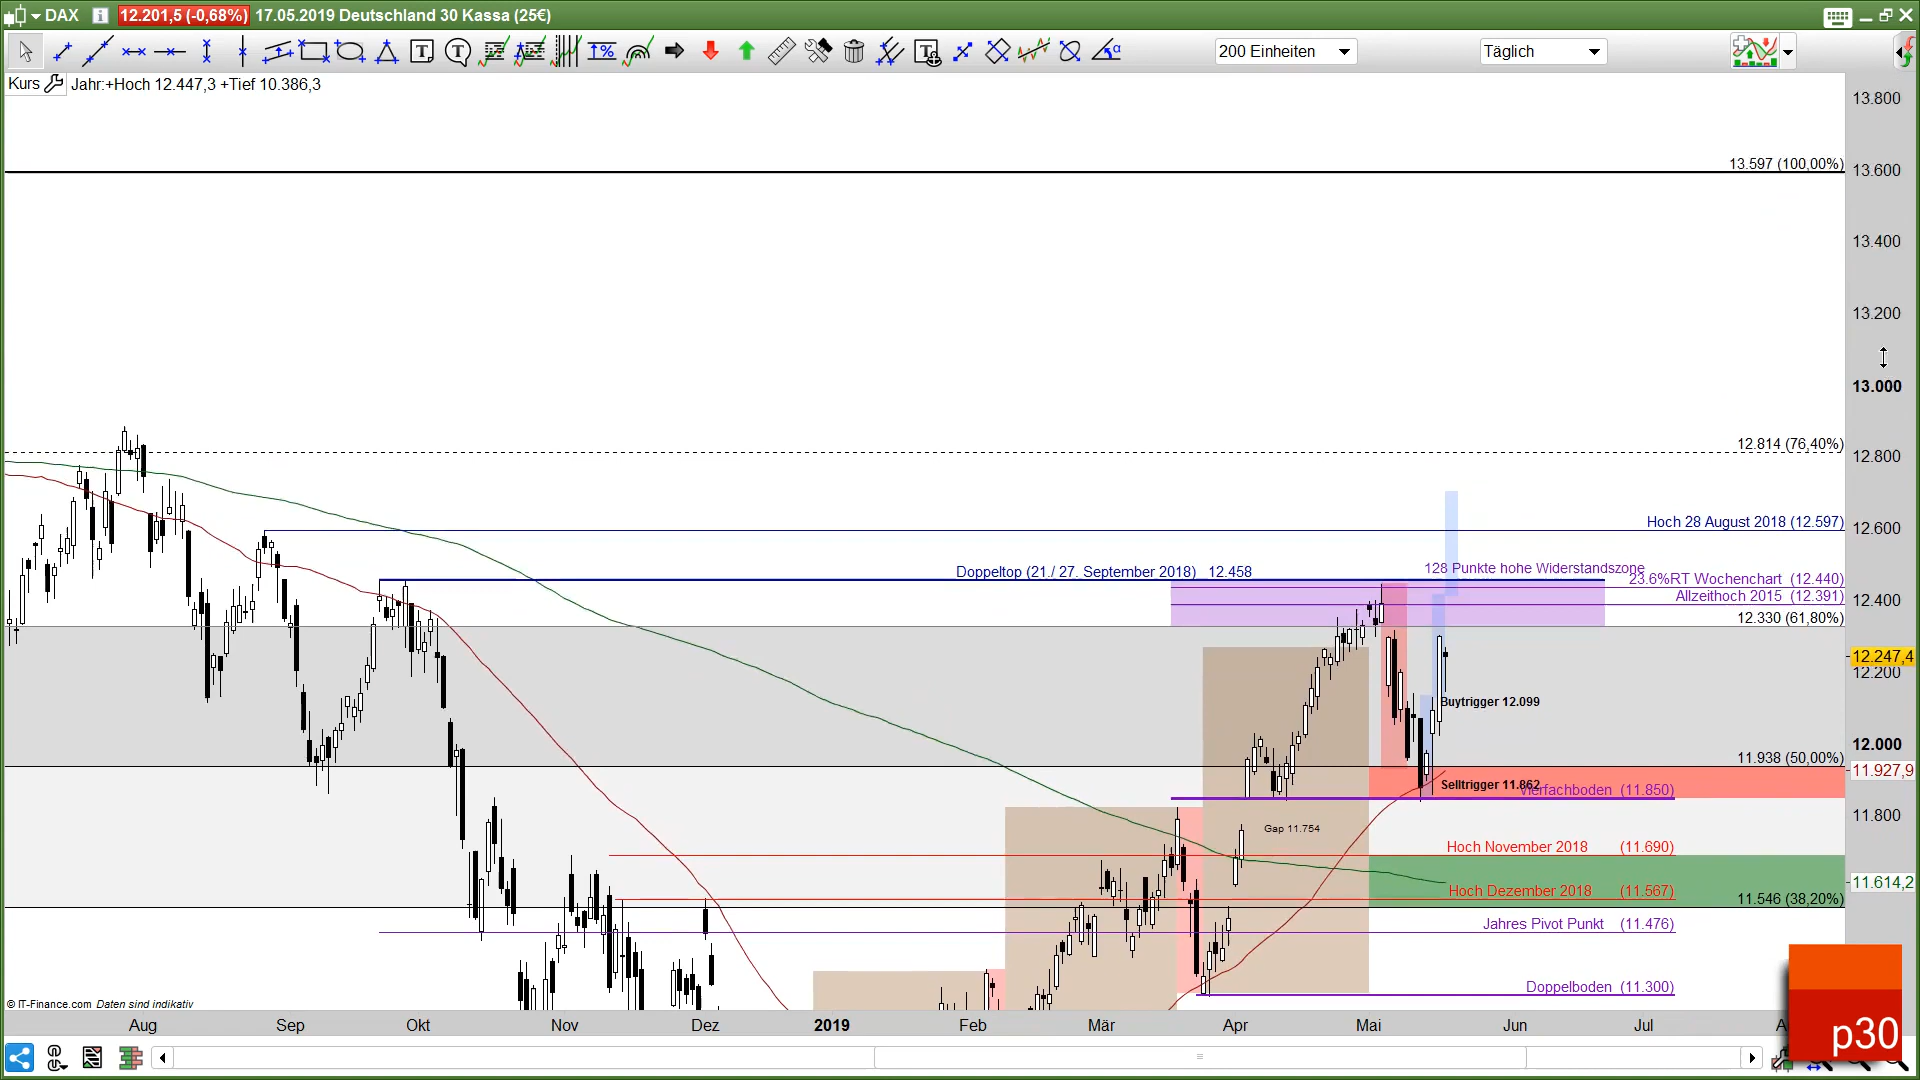 DAX 12.201,5 (-0,68%) 17.05.2019 Deutschland 30 Kassa (25€)
200 Einheiten Täglich
Kurs Jahr:+Hoch 12.447,3 +Tief 10.386,3
13.800
13.597 (100,00%)
13.600
13.400
13.200
13.000
12.814 (76,40%)
12.800
Hoch 28 August 2018 (12.597)
12.600
128 Punkte hohe Widerstandszone
Doppeltop (21./ 27. September 2018) 12.458
23.6%RT Wochenchart (12.440)
Allzeithoch 2015 (12.391)
12.400
12.330 (61,80%)
12.247,4
12.200
Buytrigger 12.099
12.000
11.938 (50,00%)
11.927,9
Selltrigger 11.862
Vierfachboden (11.850)
11.800
Gap 11.754
Hoch November 2018 (11.690)
11.614,2
Hoch Dezember 2018 (11.567)
11.546 (38,20%)
Jahres Pivot Punkt (11.476)
Doppelboden (11.300)
© IT-Finance.com Daten sind indikativ
Aug Sep Okt Nov Dez 2019 Feb Mär Apr Mai Jun Jul
p30